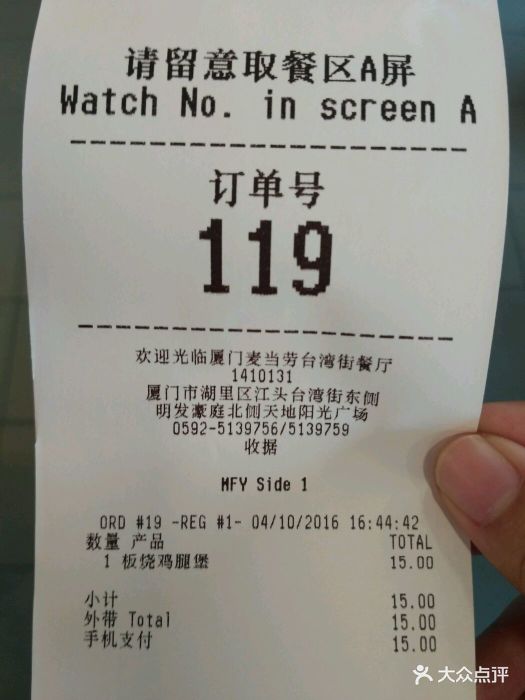 请留意取餐区A屏
Watch No. in screen A
订单号
119
欢迎光临厦门麦当劳台湾街餐厅
1410131
厦门市湖里区江头台湾街东侧
明发豪庭北侧天地阳光广场
0592-5139756/5139759
收据
MFY Side 1
ORD #19 -REG #1- 04/10/2016 16:44:42
数量 产品 TOTAL
1 板烧鸡腿堡 15.00
小计 15.00
外带 Total 15.00
手机支付 15.00
大众点评